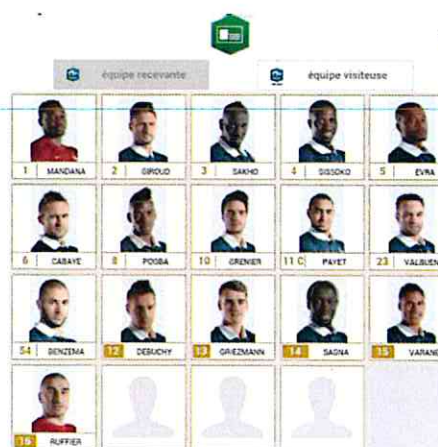 équipe recevante équipe visiteuse
1 MANDANA 2 GIROUD 3 SAKHO 4 SISSOKO 5 EVRA
6 CABAYE 8 POGBA 10 GRENIER 11 C PAYET 23 VALBUEN
54 BENZEMA 12 DEBUCHY 13 GRIEZMANN 14 SAGNA 15 VARANE
16 RUFFIER